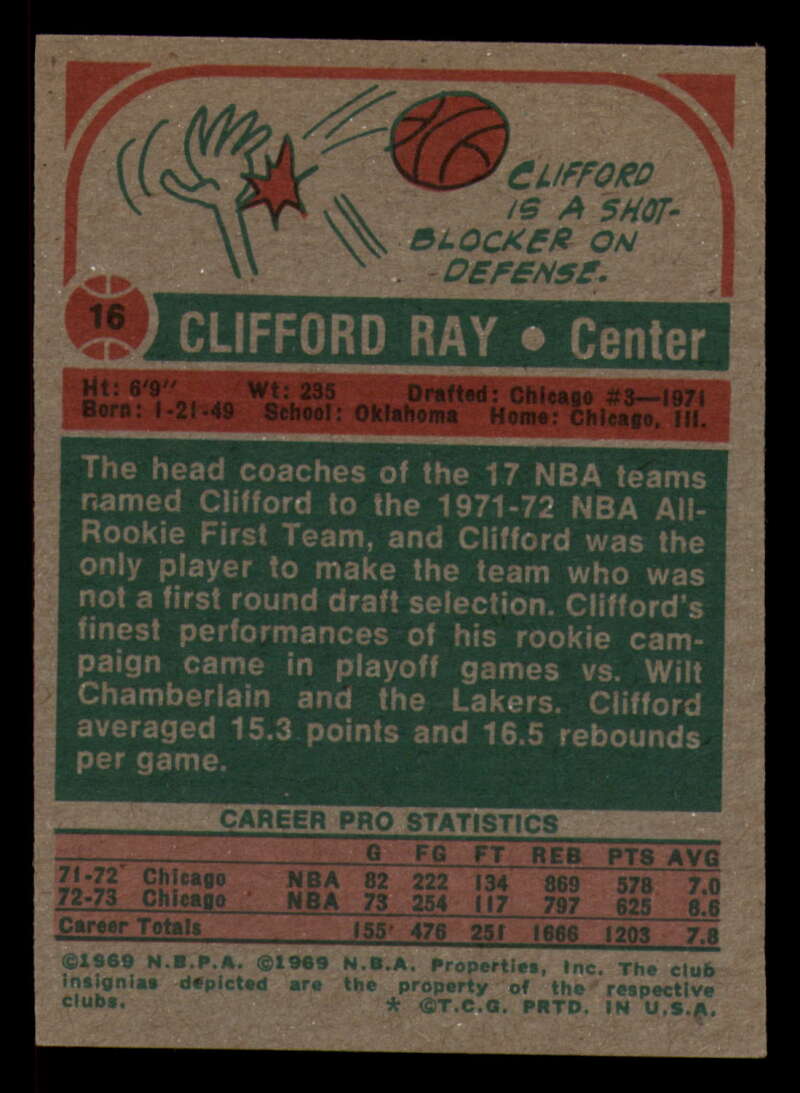 CLIFFORD
IS A SHOT-
BLOCKER ON
DEFENSE.
16
CLIFFORD RAY • Center
Ht: 6'9" Wt: 235 Drafted: Chicago #3—1971
Born: 1-21-49 School: Oklahoma Home: Chicago, Ill.
The head coaches of the 17 NBA teams
named Clifford to the 1971-72 NBA All-
Rookie First Team, and Clifford was the
only player to make the team who was
not a first round draft selection. Clifford's
finest performances of his rookie cam-
paign came in playoff games vs. Wilt
Chamberlain and the Lakers. Clifford
averaged 15.3 points and 16.5 rebounds
per game.
CAREER PRO STATISTICS
G FG FT REB PTS AVG
71-72 Chicago NBA 82 222 134 869 578 7.0
72-73 Chicago NBA 73 254 117 797 625 8.6
Career Totals 155 476 251 1666 1203 7.8
©1969 N.B.P.A. ©1969 N.B.A. Properties, Inc. The club
insignias depicted are the property of the respective
clubs. * ©T.C.G. PRTD. IN U.S.A.